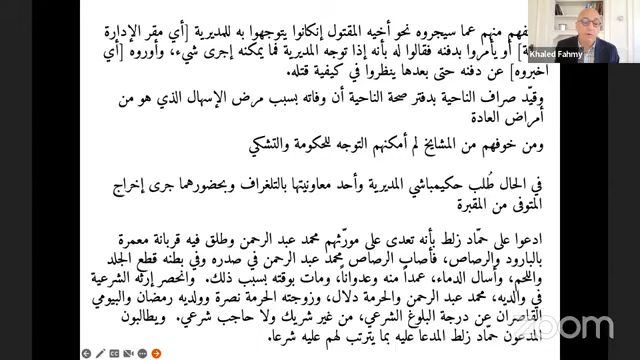 ـفهم منهم عما سيجروه نحو أخيه المقتول إنكانوا يتوجهوا به للمديرية [أي مقر الإدارة
ـة] أو يأمروا بدفنه فقالوا له بأنه إذا توجه المديرية فما يمكنه إجرى شيء، وأوروه [أي
أخبروه] عن دفنه حتى بعدها ينظروا في كيفية قتله.
وقيّد صراف الناحية بدفتر صحة الناحية أن وفاته بسبب مرض الإسهال الذي هو من
أمراض العادة
ومن خوفهم من المشايخ لم أمكنهم التوجه للحكومة والتشكي
في الحال طُلب حكيمباشي المديرية وأحد معاونيتها بالتلغراف وبحضورهما جرى إخراج
المتوفى من المقبرة
ادعوا على حمّاد زلط بأنه تعدى على مورّثهم محمد عبد الرحمن وطلق فيه قربانة معمرة
بالبارود والرصاص، فأصاب الرصاص محمد عبد الرحمن في صدره وفي بطنه قطع الجلد
واللحم، وأسال الدماء، عمداً منه وعدواناً، ومات بوقته بسبب ذلك. وانحصر إرثه الشرعية
في والديه، محمد عبد الرحمن والحرمة دلال، وزوجته الحرمة نصرة وولديه رمضان والبيومي
القاصران عن درجة البلوغ الشرعي، من غير شريك ولا حاجب شرعي. ويطالبون
المدعون حمّاد زلط المدعا عليه بما يترتب لهم عليه شرعا.
Khaled Fahmy
zoom